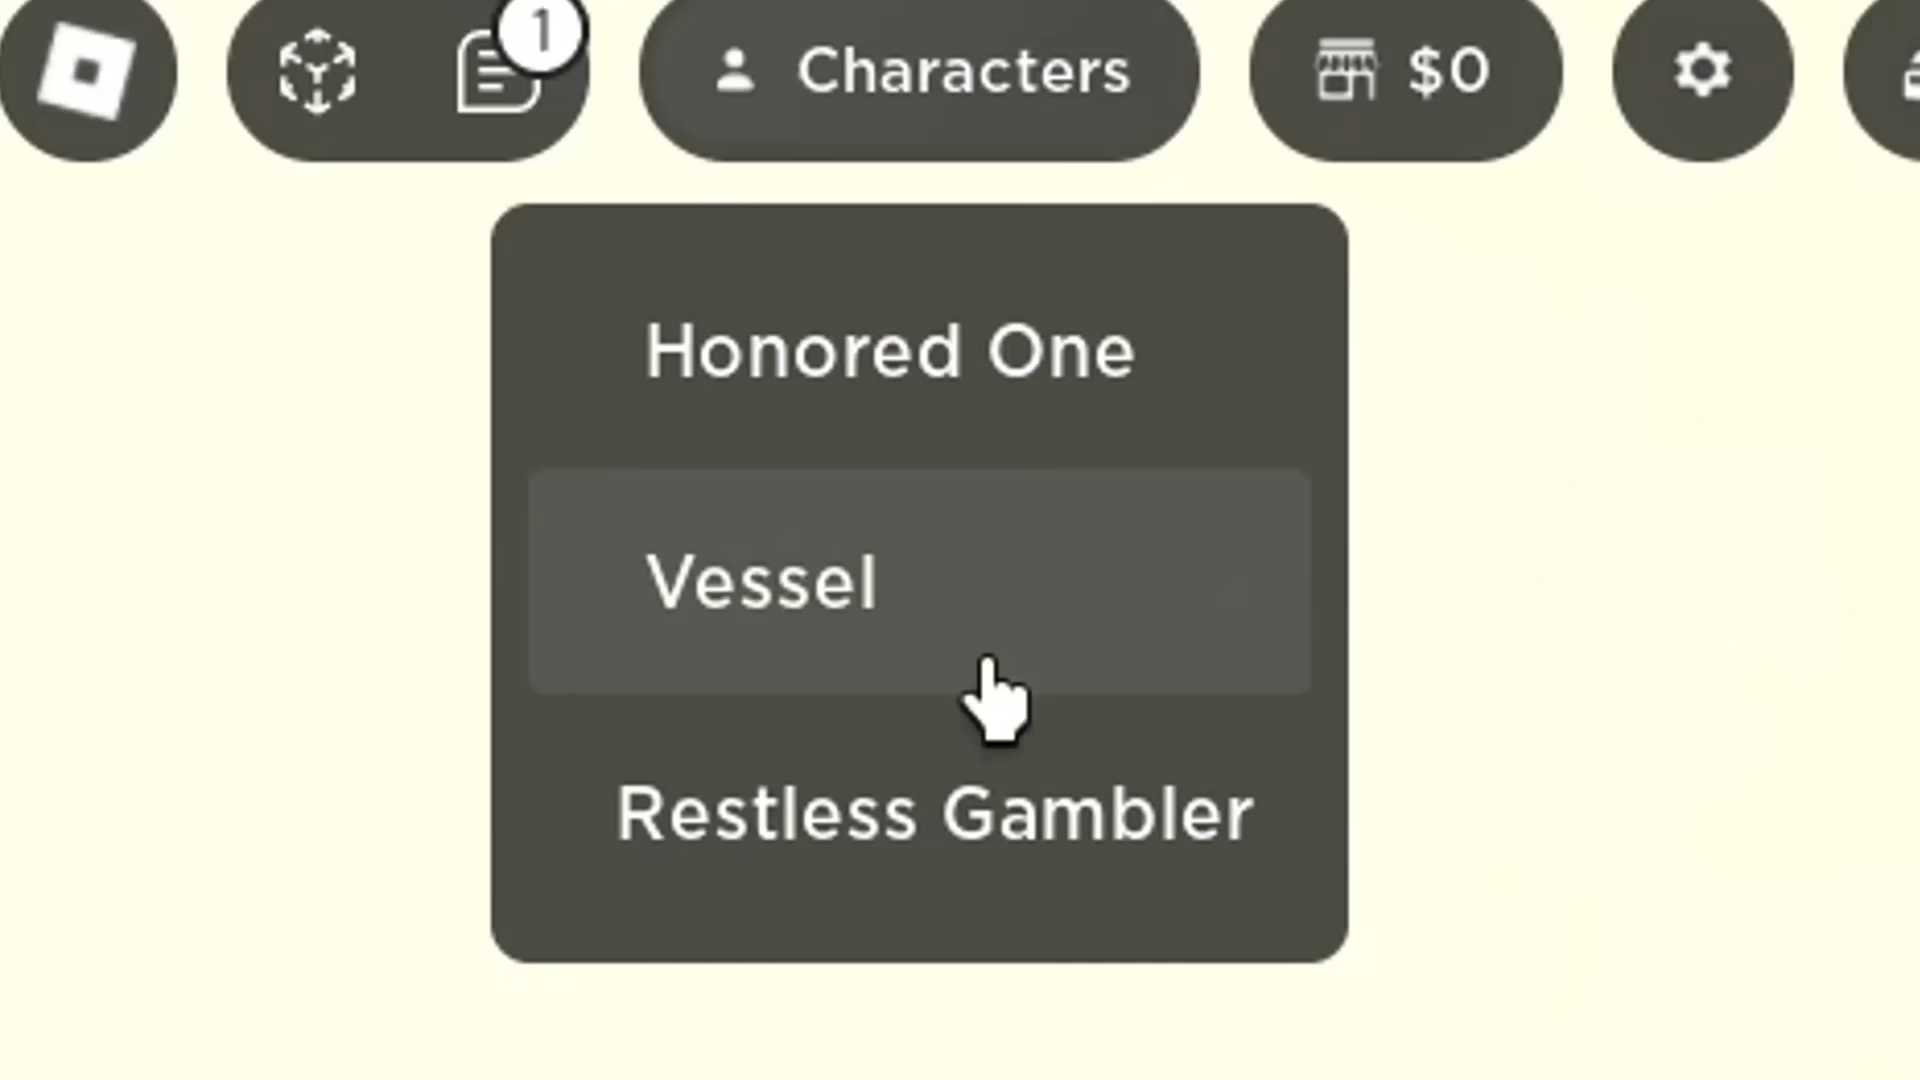 1
Characters
$0
Honored One
Vessel
Restless Gambler